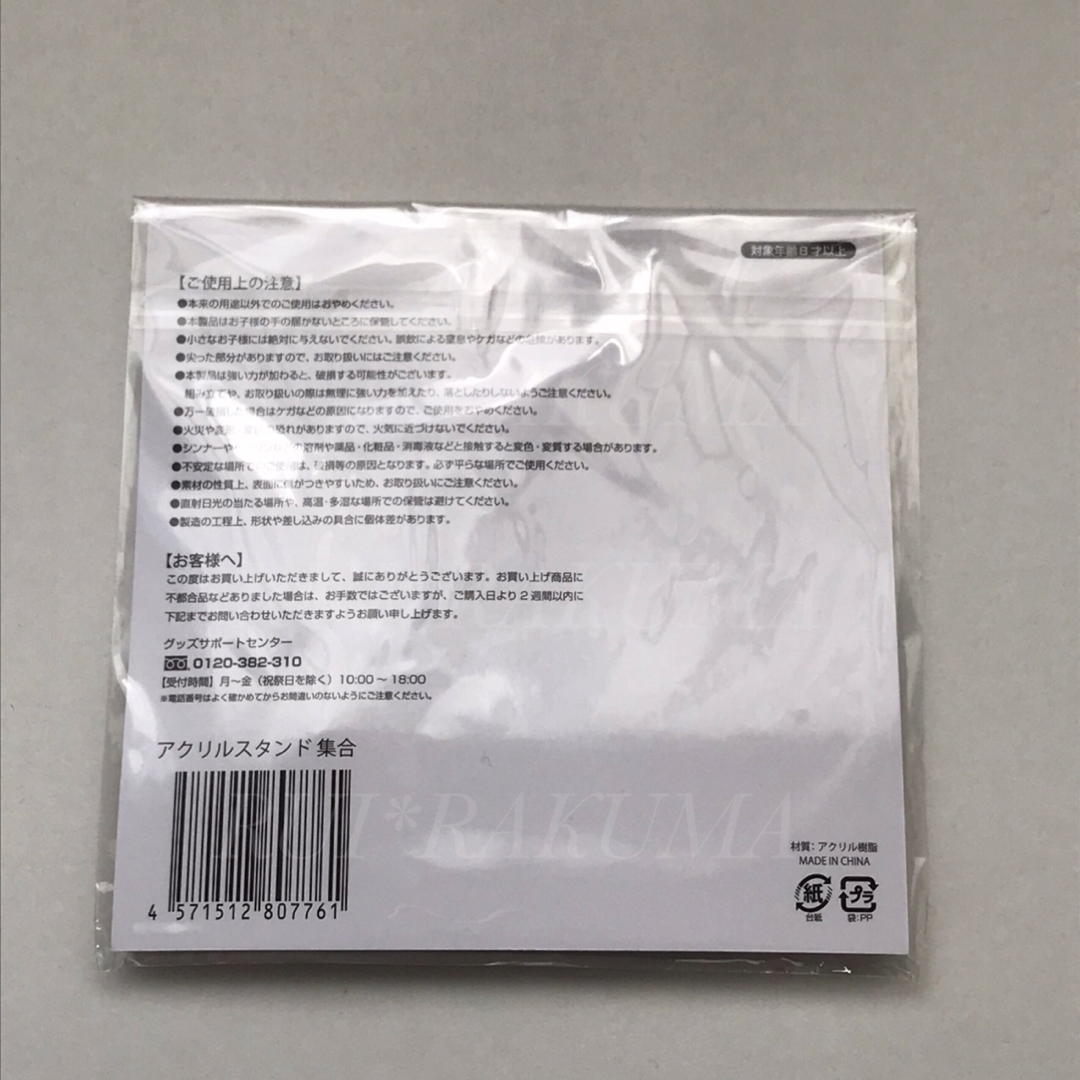 対象年齢8才以上
【ご使用上の注意】
●本来の用途以外でのご使用はおやめください。
●本製品はお子様の手の届かないところに保管してください。
●小さなお子様には絶対に与えないでください。誤飲による窒息やケガなどの危険があります。
●尖った部分がありますので、お取り扱いにはご注意ください。
●本製品は強い力が加わると、破損する可能性がございます。
組み立てや、お取り扱いの際は無理に強い力を加えたり、落としたりしないようご注意ください。
●万一破損した場合はケガなどの原因になりますので、ご使用をおやめください。
●火災や変形・変色の恐れがありますので、火気に近づけないでください。
●シンナーや の溶剤や薬品・化粧品・消毒液などと接触すると変色・変質する場合があります。
●不安定な場所でのご使用は、破損等の原因となります。必ず平らな場所でご使用ください。
●素材の性質上、表面に傷がつきやすいため、お取り扱いにご注意ください。
●直射日光の当たる場所や、高温・多湿な場所での保管は避けてください。
●製造の工程上、形状や差し込みの具合に個体差があります。
【お客様へ】
この度はお買い上げいただきまして、誠にありがとうございます。お買い上げ商品に
不都合品などありました場合は、お手数ではございますが、ご購入日より2週間以内に
下記までお問い合わせいただきますようお願い申し上げます。
グッズサポートセンター
0120-382-310
【受付時間】月〜金（祝祭日を除く）10:00〜18:00
※電話番号はよく確かめてからお間違いのないようにご注意ください。
アクリルスタンド 集合
RUI*RAKUMA
4 571512 807761
材質：アクリル樹脂
MADE IN CHINA
紙 プラ
台紙 袋:PP